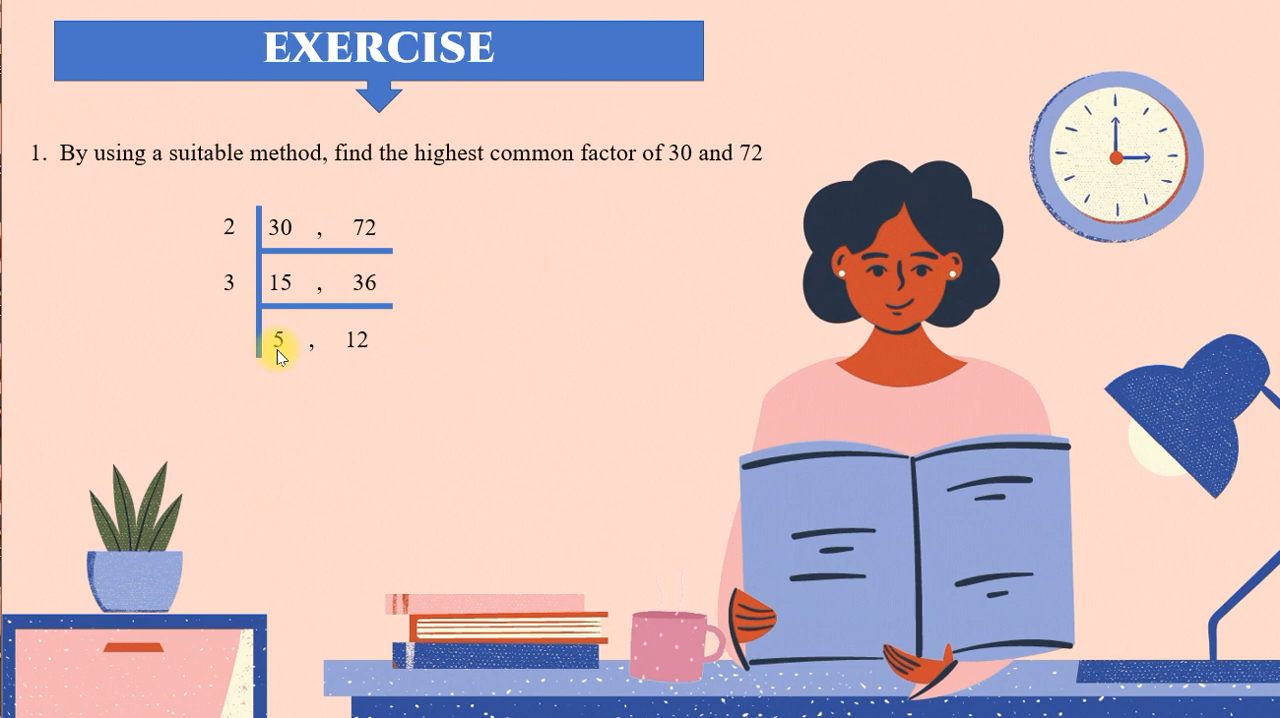 EXERCISE
1. By using a suitable method, find the highest common factor of 30 and 72
2 30 , 72
3 15 , 36
5 , 12